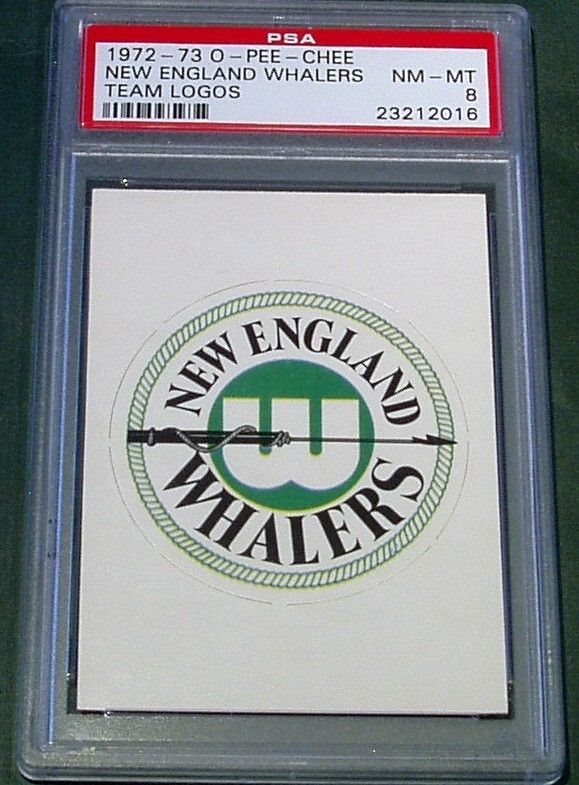 PSA
1972-73 O-PEE-CHEE
NEW ENGLAND WHALERS NM-MT
TEAM LOGOS 8
23212016
NEW ENGLAND
W
WHALERS